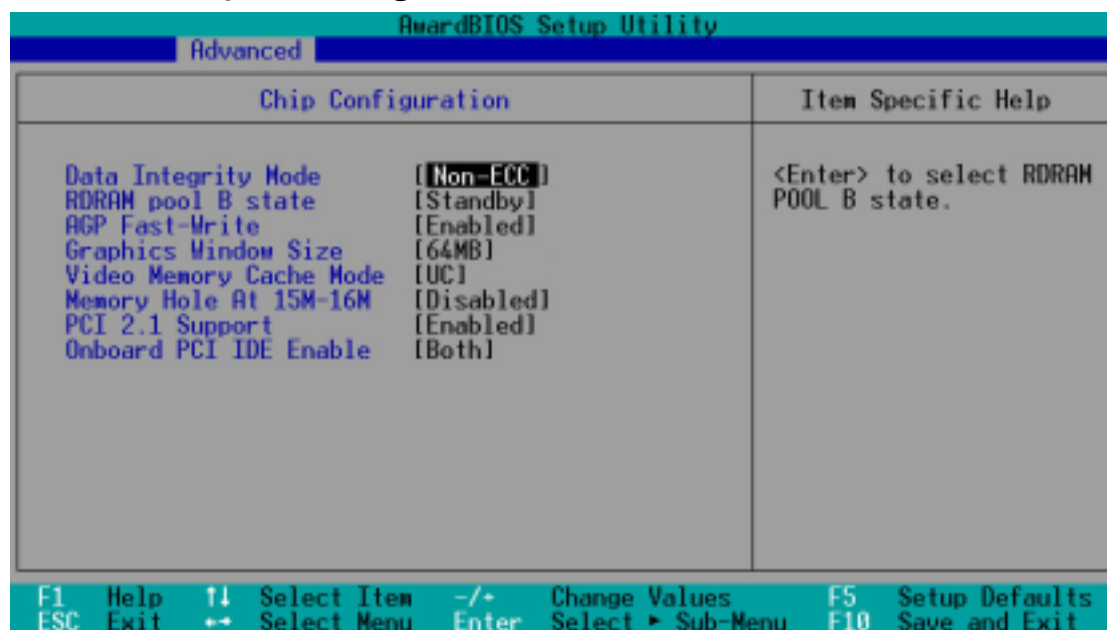 AwardBIOS Setup Utility
Advanced
Chip Configuration
Item Specific Help
Data Integrity Mode [Non-ECC]
RDRAM pool B state [Standby]
AGP Fast-Write [Enabled]
Graphics Window Size [64MB]
Video Memory Cache Mode [UC]
Memory Hole At 15M-16M [Disabled]
PCI 2.1 Support [Enabled]
Onboard PCI IDE Enable [Both]
<Enter> to select RDRAM
POOL B state.
F1 Help ↑↓ Select Item -/+ Change Values F5 Setup Defaults
ESC Exit ←→ Select Menu Enter Select ► Sub-Menu F10 Save and Exit